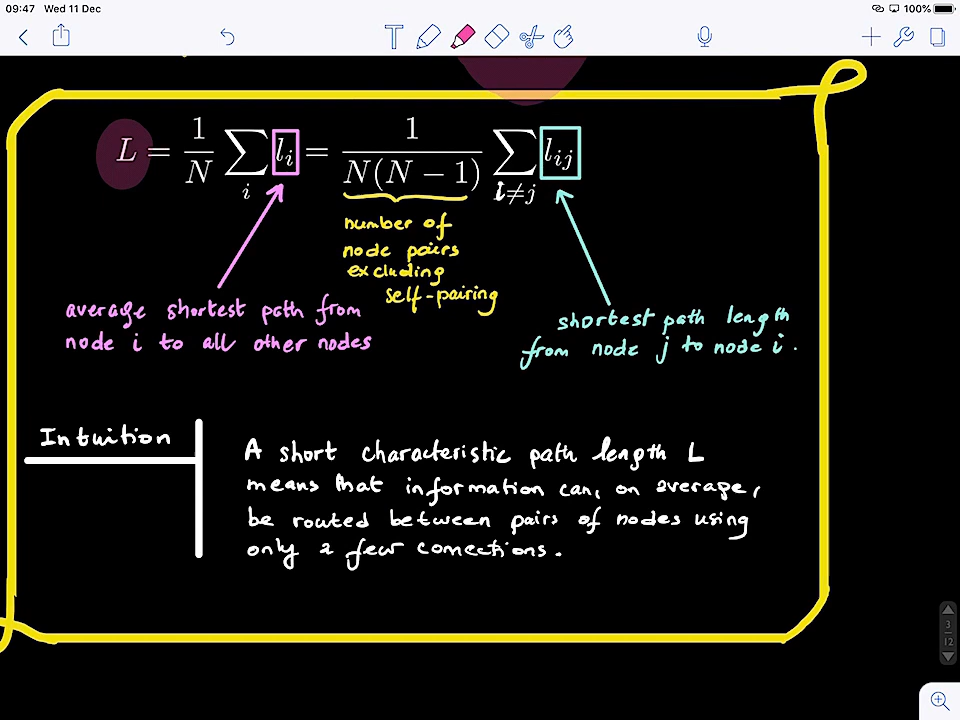 09:47 Wed 11 Dec
100%
L = 1/N ∑_i l_i = 1/(N(N − 1)) ∑_{i≠j} l_{ij}
number of
node pairs
excluding
self-pairing
average shortest path from
node i to all other nodes
shortest path length
from node j to node i.
Intuition
A short characteristic path length L
means that information can, on average,
be routed between pairs of nodes using
only a few connections.
3
12